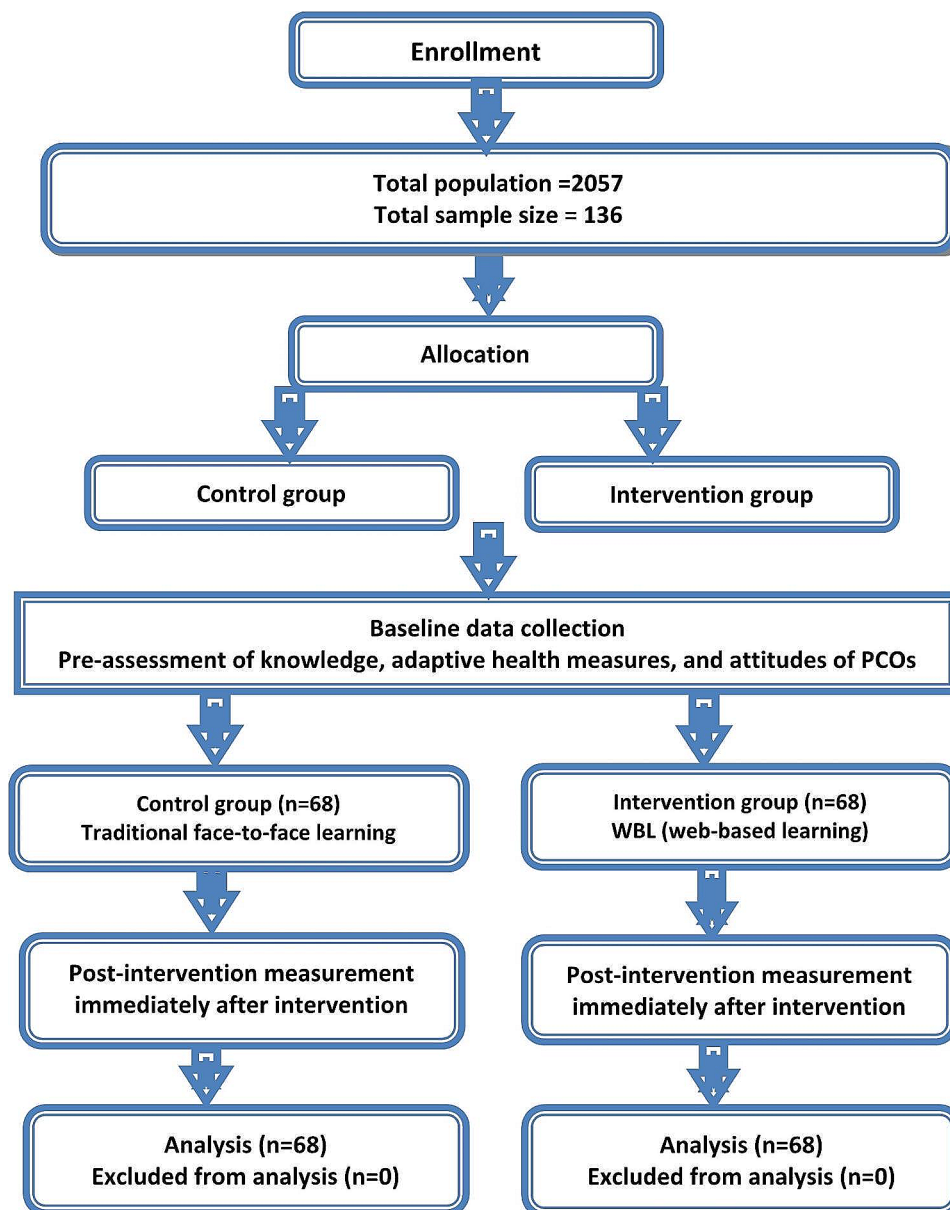 Enrollment
Total population =2057
Total sample size = 136
Allocation
Control group
Intervention group
Baseline data collection
Pre-assessment of knowledge, adaptive health measures, and attitudes of PCOs
Control group (n=68)
Traditional face-to-face learning
Intervention group (n=68)
WBL (web-based learning)
Post-intervention measurement
immediately after intervention
Post-intervention measurement
immediately after intervention
Analysis (n=68)
Excluded from analysis (n=0)
Analysis (n=68)
Excluded from analysis (n=0)